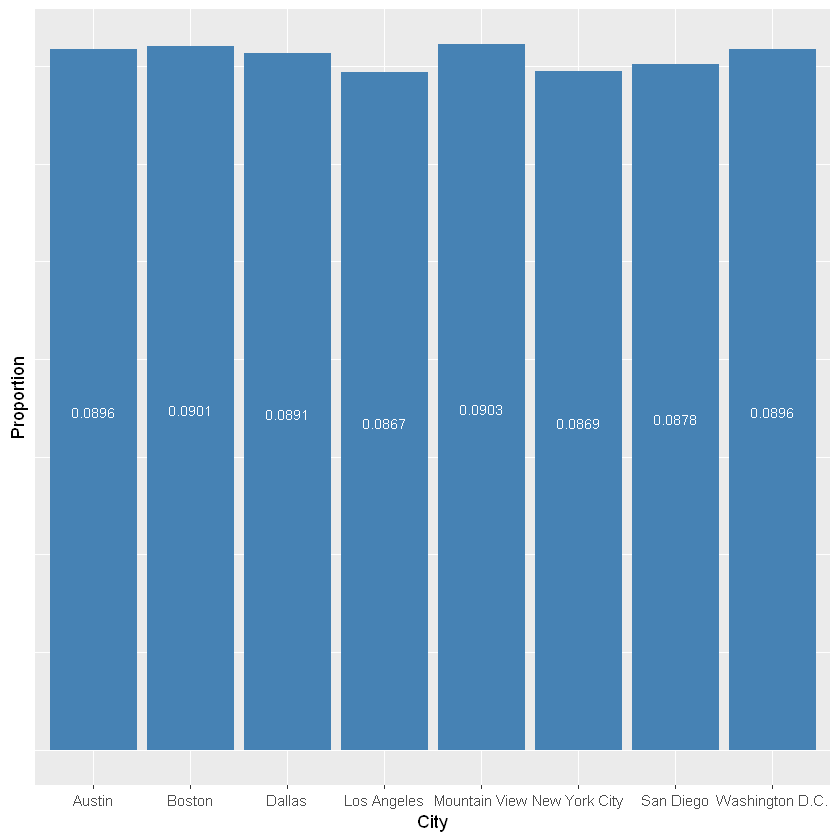 Proportion
0.0896
0.0901
0.0891
0.0867
0.0903
0.0869
0.0878
0.0896
Austin
Boston
Dallas
Los Angeles
Mountain View
New York City
San Diego
Washington D.C.
City